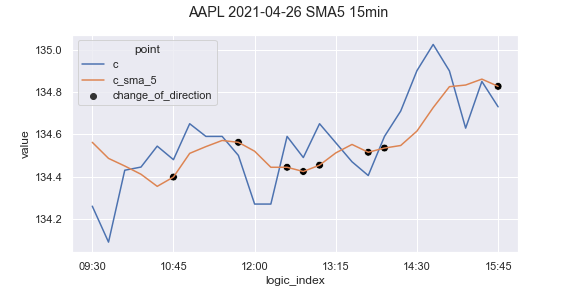 AAPL 2021-04-26 SMA5 15min
point
c
c_sma_5
change_of_direction
value
135.0
134.8
134.6
134.4
134.2
09:30 10:45 12:00 13:15 14:30 15:45
logic_index